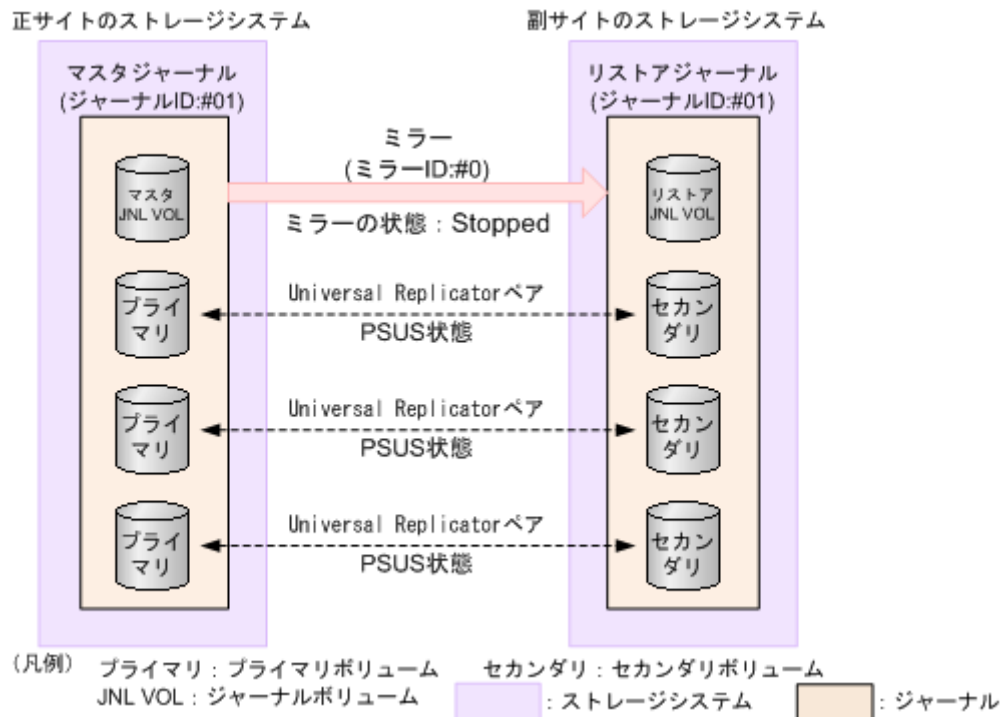 正サイトのストレージシステム
副サイトのストレージシステム
マスタジャーナル
(ジャーナルID:#01)
リストアジャーナル
(ジャーナルID:#01)
ミラー
(ミラーID:#0)
ミラーの状態：Stopped
マスタ
JNL VOL
リストア
JNL VOL
プライ
マリ
Universal Replicatorペア
PSUS状態
セカン
ダリ
プライ
マリ
Universal Replicatorペア
PSUS状態
セカン
ダリ
プライ
マリ
Universal Replicatorペア
PSUS状態
セカン
ダリ
(凡例)
プライマリ：プライマリボリューム
セカンダリ：セカンダリボリューム
JNL VOL：ジャーナルボリューム
：ストレージシステム
：ジャーナル